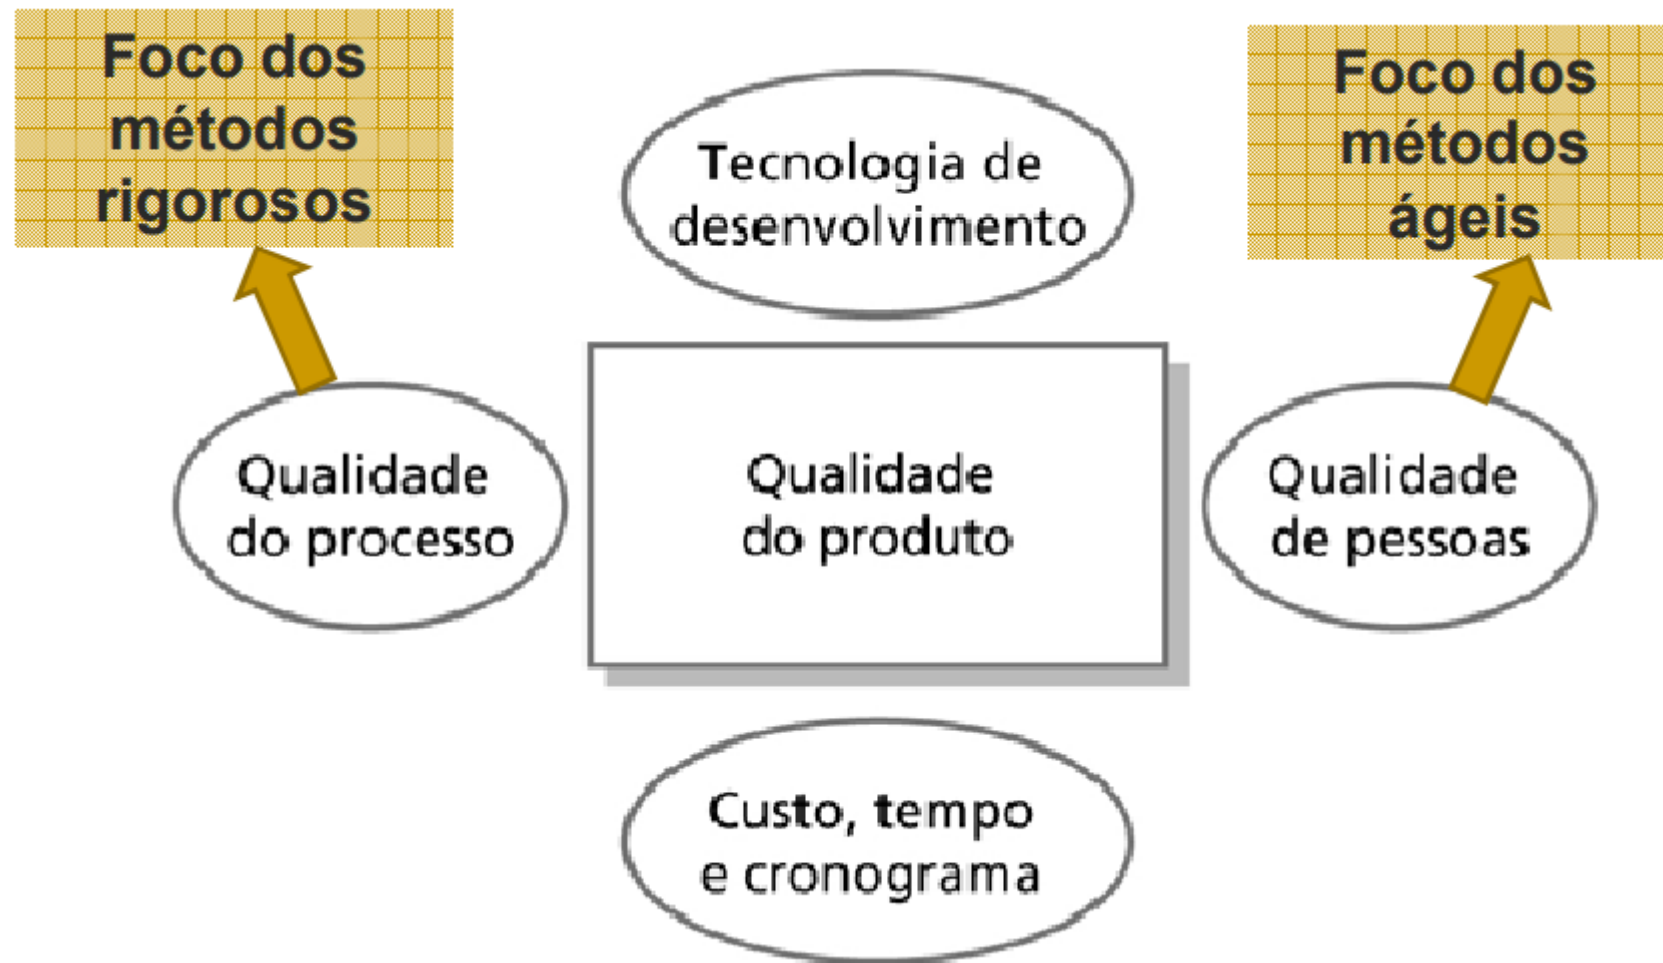 Foco dos
métodos
rigorosos
Foco dos
métodos
ágeis
Tecnologia de
desenvolvimento
Qualidade
do processo
Qualidade
do produto
Qualidade
de pessoas
Custo, tempo
e cronograma